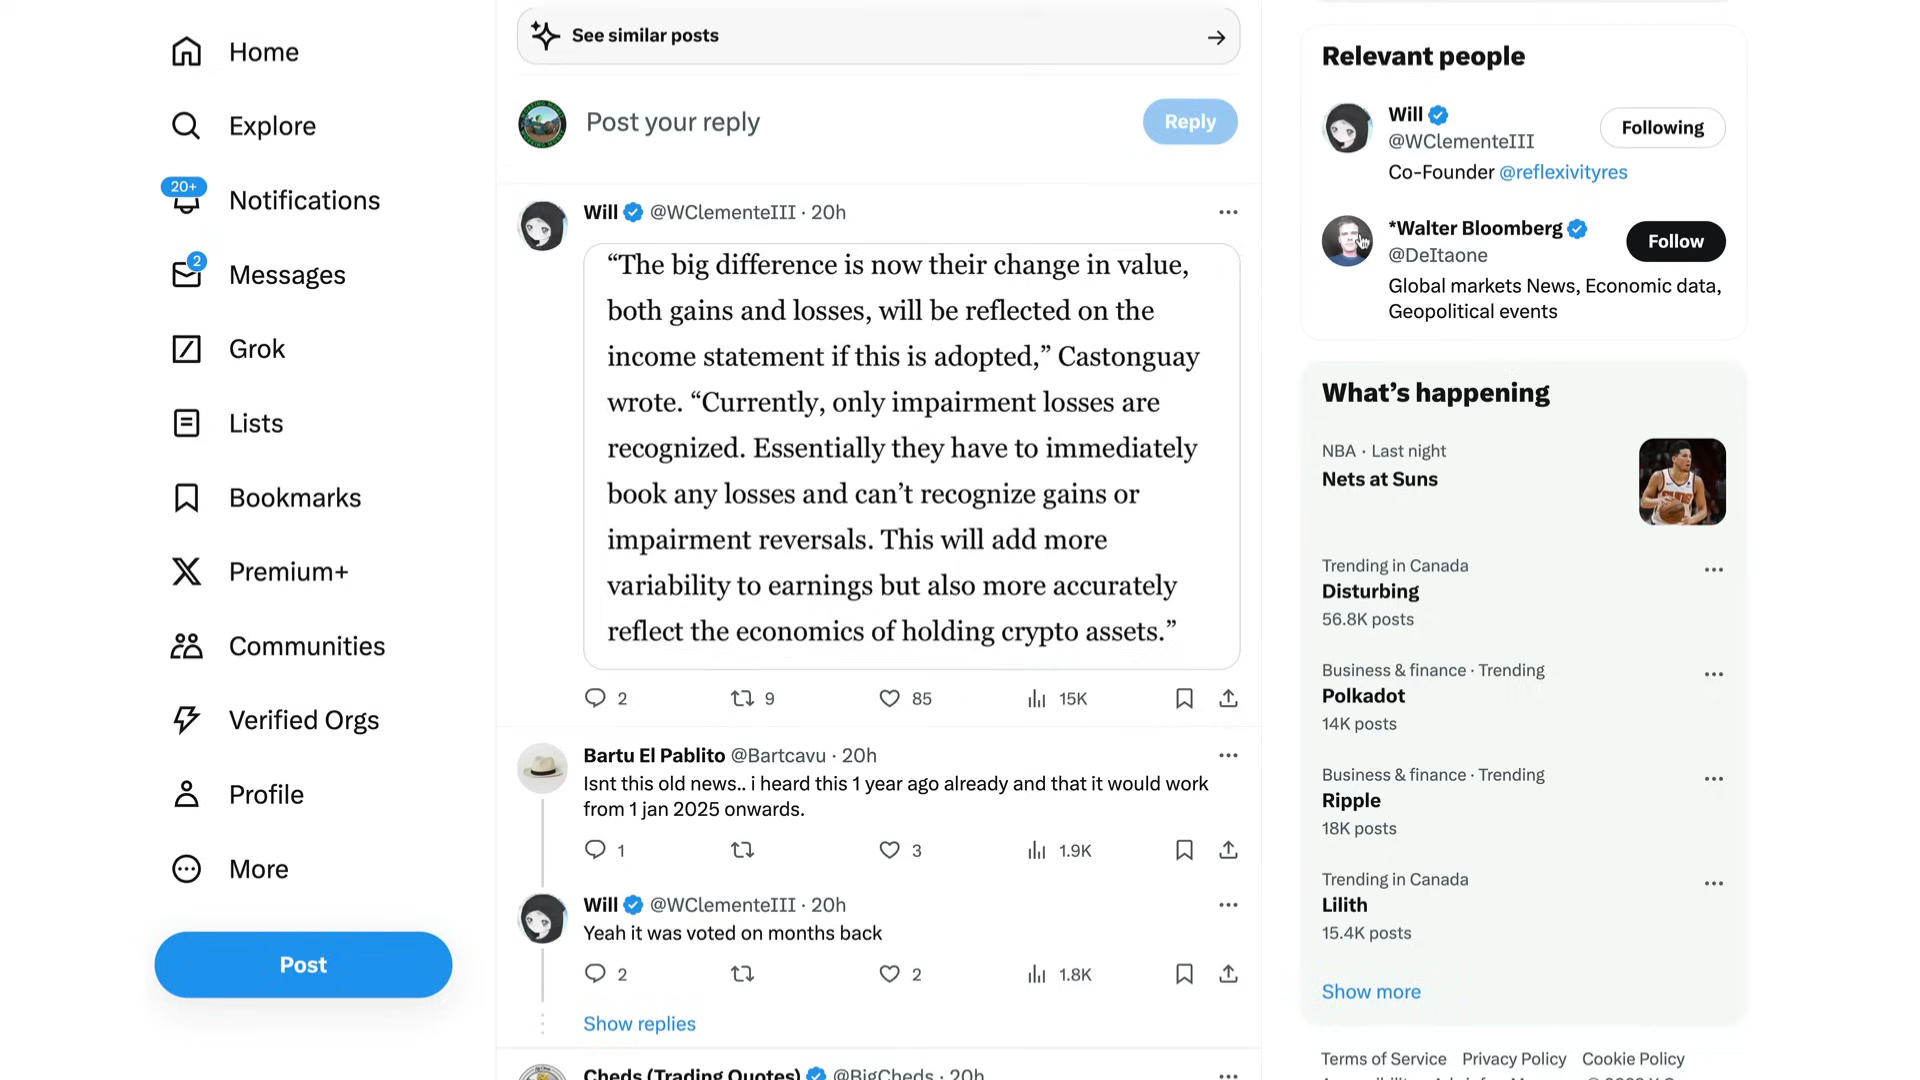 Home
Explore
20+
Notifications
2
Messages
Grok
Lists
Bookmarks
Premium+
Communities
Verified Orgs
Profile
More
Post
See similar posts
Post your reply
Reply
Will @WClementeIII · 20h
“The big difference is now their change in value,
both gains and losses, will be reflected on the
income statement if this is adopted,” Castonguay
wrote. “Currently, only impairment losses are
recognized. Essentially they have to immediately
book any losses and can’t recognize gains or
impairment reversals. This will add more
variability to earnings but also more accurately
reflect the economics of holding crypto assets.”
2 9 85 15K
Bartu El Pablito @Bartcavu · 20h
Isnt this old news.. i heard this 1 year ago already and that it would work
from 1 jan 2025 onwards.
1 3 1.9K
Will @WClementeIII · 20h
Yeah it was voted on months back
2 2 1.8K
Show replies
Cheds (Trading Quotes) @BigCheds · 20h
Relevant people
Will
@WClementeIII
Following
Co-Founder @reflexivityres
*Walter Bloomberg
@DeItaone
Follow
Global markets News, Economic data,
Geopolitical events
What’s happening
NBA · Last night
Nets at Suns
Trending in Canada
Disturbing
56.8K posts
Business & finance · Trending
Polkadot
14K posts
Business & finance · Trending
Ripple
18K posts
Trending in Canada
Lilith
15.4K posts
Show more
Terms of Service Privacy Policy Cookie Policy